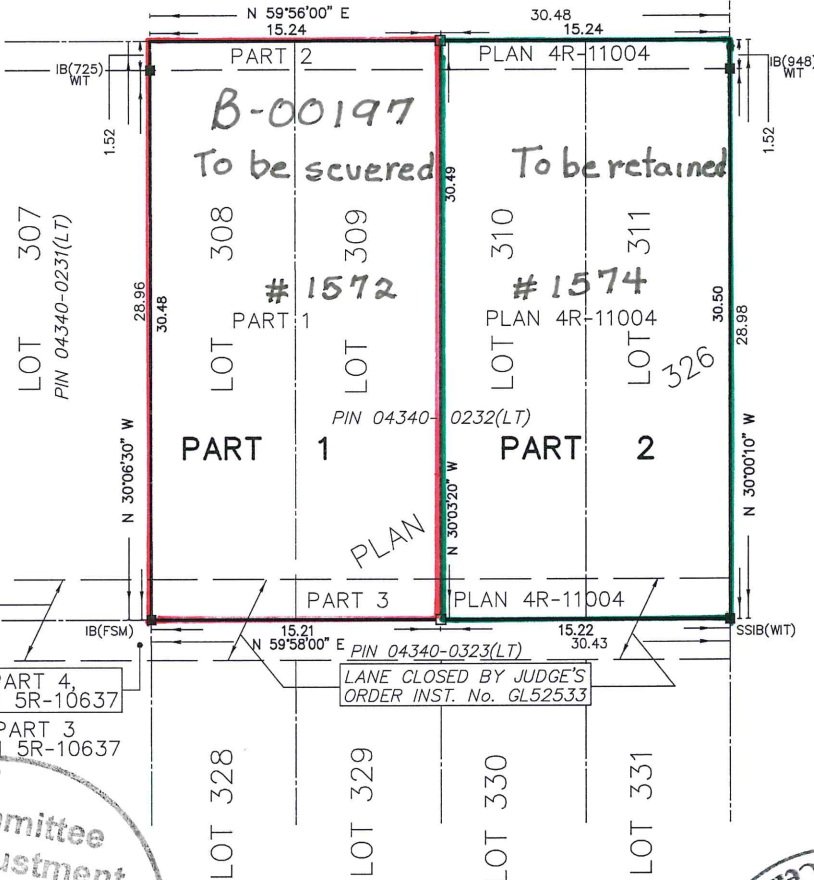 N 59°56'00" E
30.48
15.24
15.24
PART 2
PLAN 4R-11004
IB(725)
WIT
IB(948)
WIT
1.52
1.52
B-00197
To be scuered
To be retained
30.49
LOT 307
PIN 04340-0231(LT)
LOT 308
LOT 309
LOT 310
LOT 311
# 1572
# 1574
PART 1
PLAN 4R-11004
28.96
30.48
30.50
28.98
326
PIN 04340-0232(LT)
PART 1
PART 2
N 30°06'30" W
N 30°03'20" W
N 30°00'10" W
PLAN
PART 3
PLAN 4R-11004
IB(FSM)
15.21
15.22
SSIB(WIT)
N 59°58'00" E
30.43
PIN 04340-0323(LT)
LANE CLOSED BY JUDGE'S
ORDER INST. No. GL52533
PART 4,
5R-10637
PART 3
5R-10637
LOT 328
LOT 329
LOT 330
LOT 331
mmittee
ustment